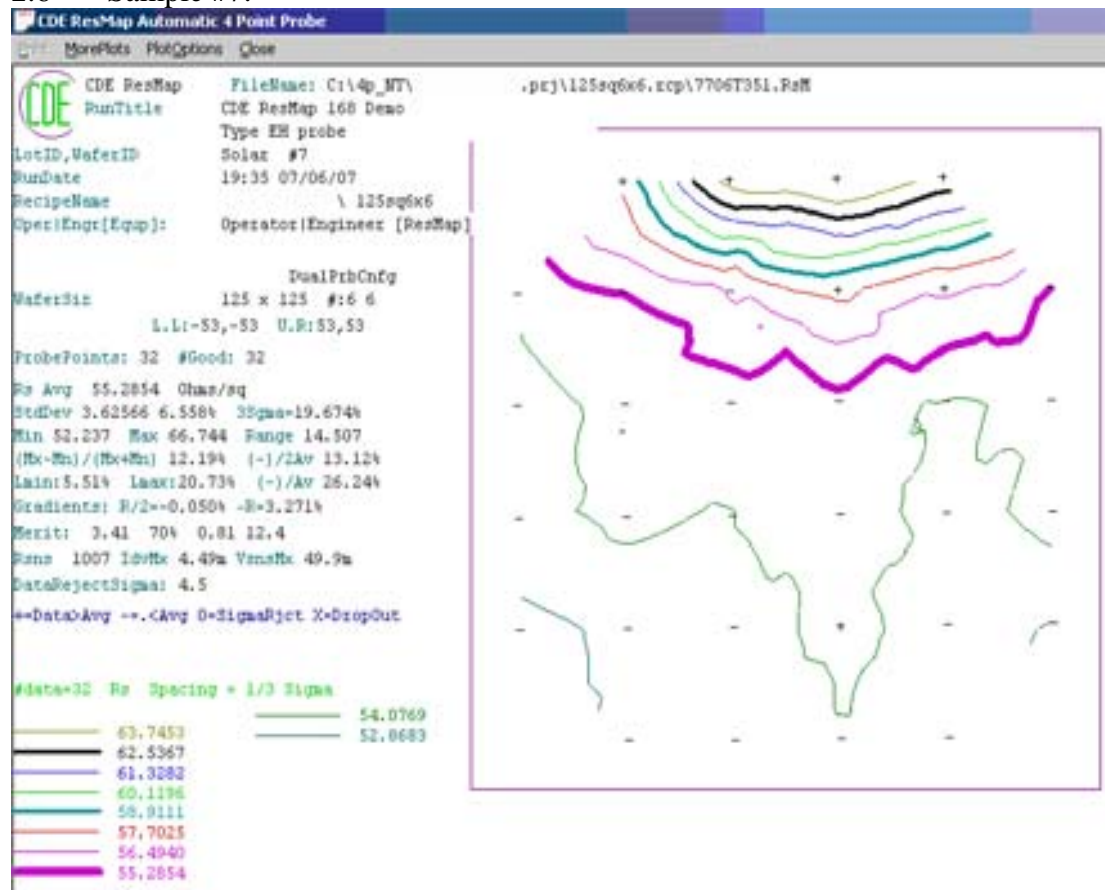 2.6 Sample #7:
CDE ResMap Automatic 4 Point Probe
MorePlots PlotOptions Close
CDE
CDE ResMap FileName: C:\4p_NT\ .prj\125sq6x6.rcp\7706T351.RsM
RunTitle CDE ResMap 168 Demo
Type EH probe
LotID,WaferID Solar #7
RunDate 19:35 07/06/07
RecipeName \ 125sq6x6
Oper|Engr[Equp]: Operator|Engineer [ResMap]
DualPrbCnfg
WaferSiz 125 x 125 #:6 6
L.L:-53,-53 U.R:53,53
ProbePoints: 32 #Good: 32
Rs Avg 55.2854 Ohms/sq
StdDev 3.62566 6.558% 3Sgma=19.674%
Min 52.237 Max 66.744 Range 14.507
(Mx-Mn)/(Mx+Mn) 12.19% (-)/2Av 13.12%
Lmin:5.51% Lmax:20.73% (-)/Av 26.24%
Gradients: R/2=-0.050% -R=3.271%
Merit: 3.41 70% 0.81 12.4
Rsns 1007 IdvMx 4.49m VsnsMx 49.9m
DataRejectSigma: 4.5
+=Data>Avg -=.<Avg O=SigmaRjct X=DropOut
#data=32 Rs Spacing = 1/3 Sigma
54.0769
63.7453 52.8683
62.5367
61.3282
60.1196
58.9111
57.7025
56.4940
55.2854